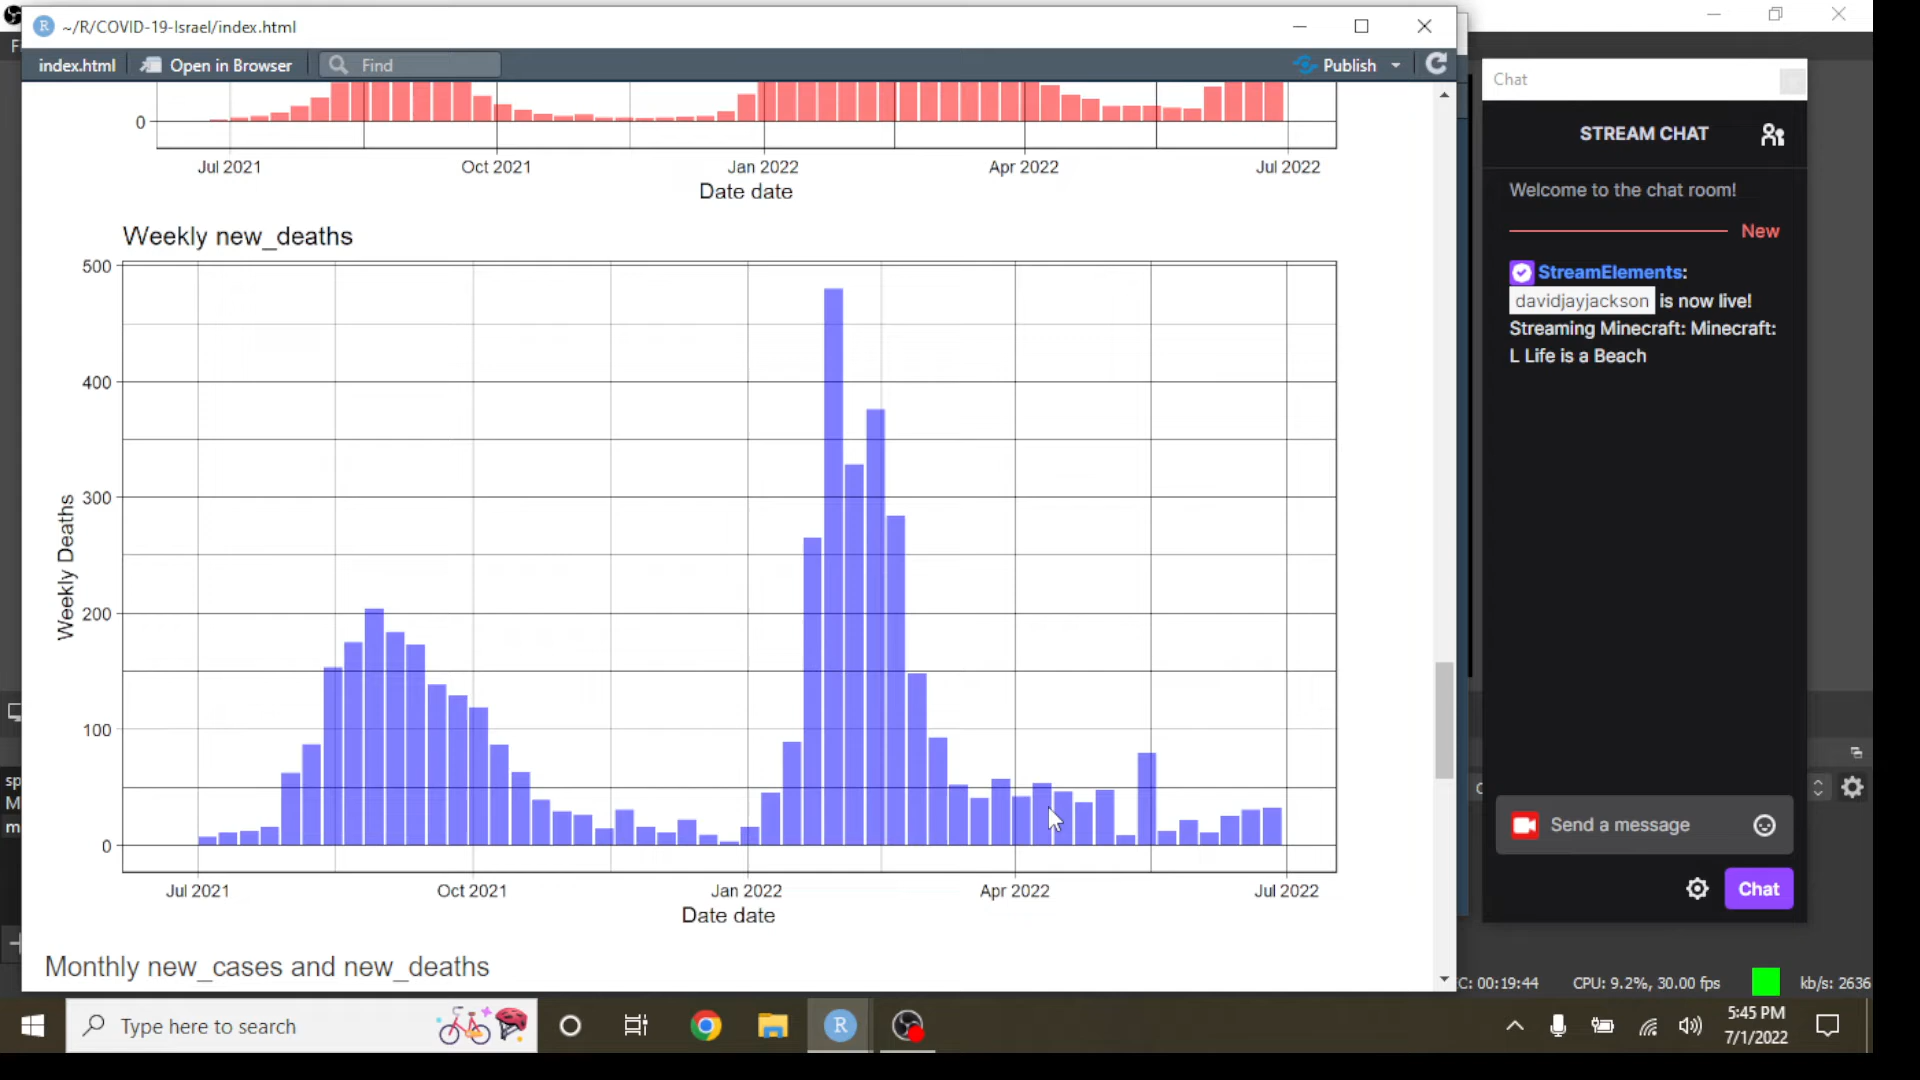 ~/R/COVID-19-Israel/index.html
index.html
Open in Browser
Find
Publish
0
Jul 2021
Oct 2021
Jan 2022
Apr 2022
Jul 2022
Date date
Weekly new_deaths
500
400
300
200
100
0
Weekly Deaths
Jul 2021
Oct 2021
Jan 2022
Apr 2022
Jul 2022
Date date
Monthly new_cases and new_deaths
Chat
STREAM CHAT
Welcome to the chat room!
New
StreamElements:
davidjayjackson is now live!
Streaming Minecraft: Minecraft:
L Life is a Beach
Send a message
Chat
C: 00:19:44
CPU: 9.2%, 30.00 fps
kb/s: 2636
Type here to search
R
5:45 PM
7/1/2022